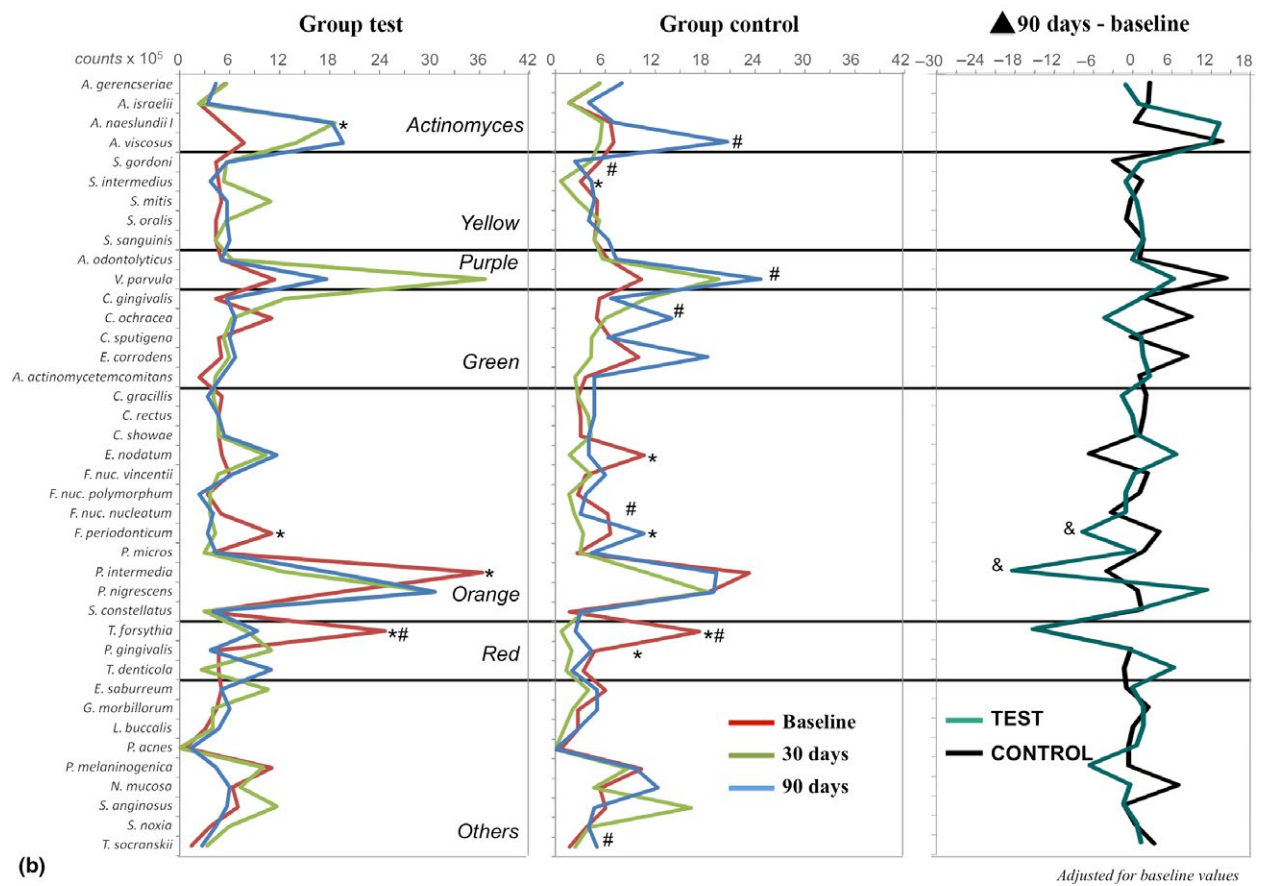 Group test
Group control
▲90 days - baseline
counts x 10⁵
0 6 12 18 24 30 36 42
0 6 12 18 24 30 36 42
−30 −24 −18 −12 −6 0 6 12 18
A. gerencseriae
A. israelii
A. naeslundii I
A. viscosus
S. gordoni
S. intermedius
S. mitis
S. oralis
S. sanguinis
A. odontolyticus
V. parvula
C. gingivalis
C. ochracea
C. sputigena
E. corrodens
A. actinomycetemcomitans
C. gracillis
C. rectus
C. showae
E. nodatum
F. nuc. vincentii
F. nuc. polymorphum
F. nuc. nucleatum
F. periodonticum
P. micros
P. intermedia
P. nigrescens
S. constellatus
T. forsythia
P. gingivalis
T. denticola
E. saburreum
G. morbillorum
L. buccalis
P. acnes
P. melaninogenica
N. mucosa
S. anginosus
S. noxia
T. socranskii
Actinomyces
Yellow
Purple
Green
Orange
Red
Others
*
*
*
*#
#
#
*
#
#
*
#
*
*#
*
#
&
&
Baseline
30 days
90 days
TEST
CONTROL
(b)
Adjusted for baseline values